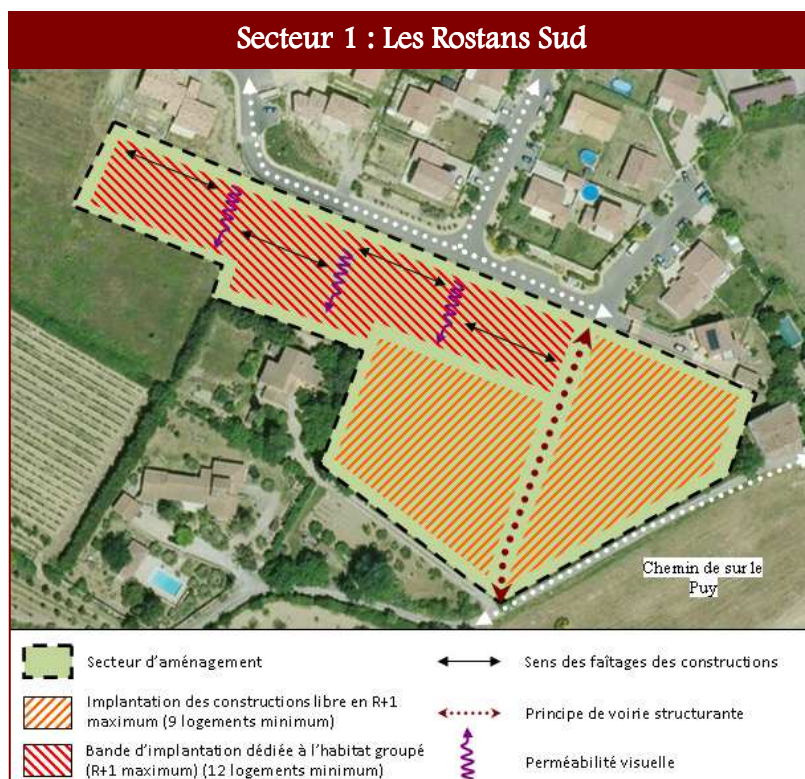 Secteur 1 : Les Rostans Sud
Chemin de sur le
Puy
Secteur d'aménagement
Implantation des constructions libre en R+1
maximum (9 logements minimum)
Bande d'implantation dédiée à l'habitat groupé
(R+1 maximum) (12 logements minimum)
Sens des faîtages des constructions
Principe de voirie structurante
Perméabilité visuelle